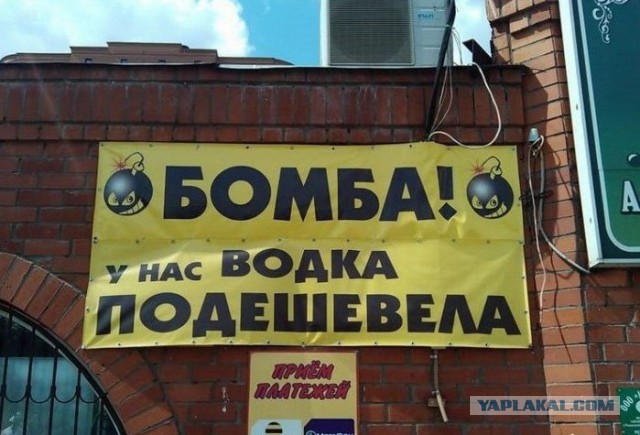 БОМБА!
У НАС ВОДКА
ПОДЕШЕВЕЛА
ПРИЁМ
ПЛАТЕЖЕЙ
YAPLAKAL.COM